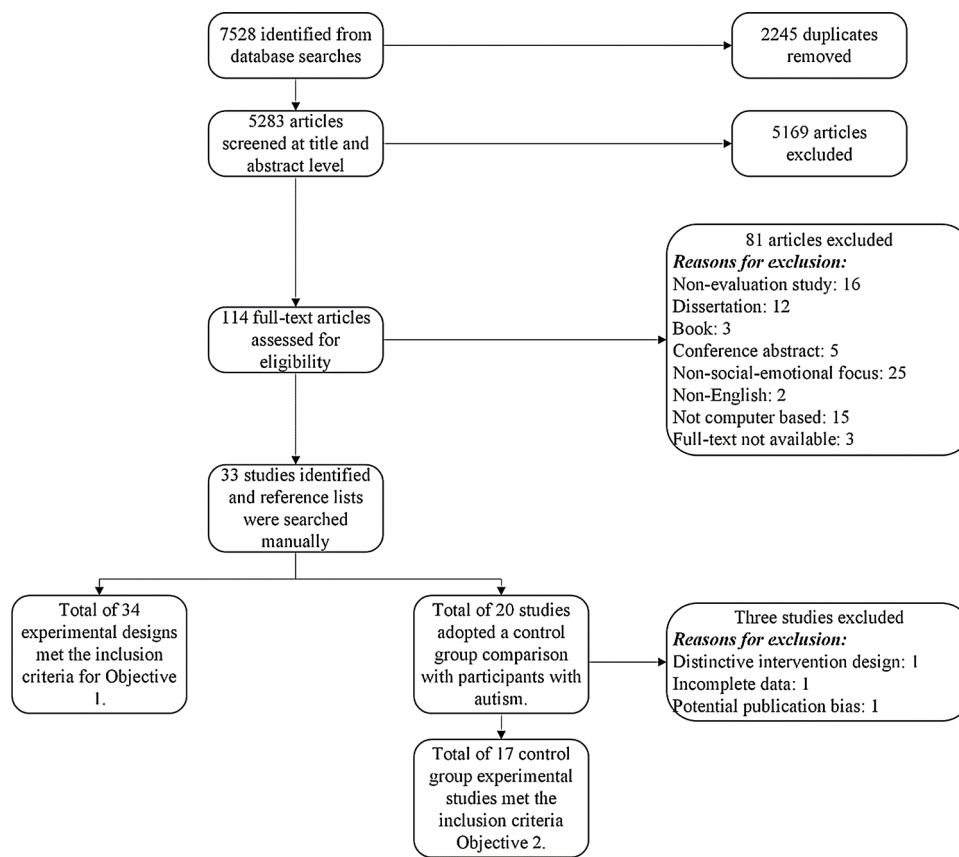 7528 identified from
database searches
2245 duplicates
removed
5283 articles
screened at title and
abstract level
5169 articles
excluded
81 articles excluded
Reasons for exclusion:
Non-evaluation study: 16
Dissertation: 12
Book: 3
Conference abstract: 5
Non-social-emotional focus: 25
Non-English: 2
Not computer based: 15
Full-text not available: 3
114 full-text articles
assessed for
eligibility
33 studies identified
and reference lists
were searched
manually
Total of 34
experimental designs
met the inclusion
criteria for Objective
1.
Total of 20 studies
adopted a control
group comparison
with participants with
autism.
Three studies excluded
Reasons for exclusion:
Distinctive intervention design: 1
Incomplete data: 1
Potential publication bias: 1
Total of 17 control
group experimental
studies met the
inclusion criteria
Objective 2.